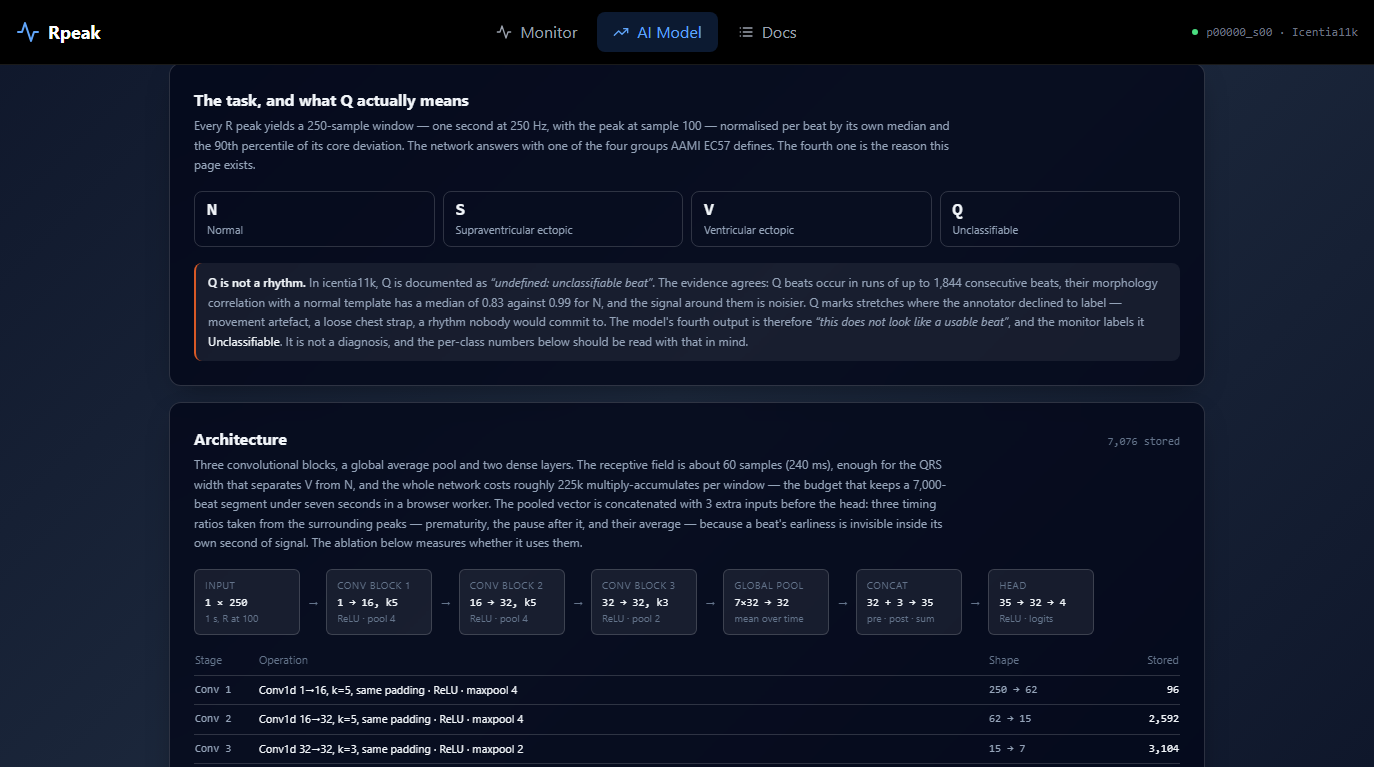 Rpeak
Monitor
AI Model
Docs
p00000_s00 · Icentia11k
The task, and what Q actually means
Every R peak yields a 250-sample window — one second at 250 Hz, with the peak at sample 100 — normalised per beat by its own median and
the 90th percentile of its core deviation. The network answers with one of the four groups AAMI EC57 defines. The fourth one is the reason this
page exists.
N
Normal
S
Supraventricular ectopic
V
Ventricular ectopic
Q
Unclassifiable
Q is not a rhythm. In icentia11k, Q is documented as “undefined: unclassifiable beat”. The evidence agrees: Q beats occur in runs of up to 1,844 consecutive beats, their morphology
correlation with a normal template has a median of 0.83 against 0.99 for N, and the signal around them is noisier. Q marks stretches where the annotator declined to label —
movement artefact, a loose chest strap, a rhythm nobody would commit to. The model's fourth output is therefore “this does not look like a usable beat”, and the monitor labels it
Unclassifiable. It is not a diagnosis, and the per-class numbers below should be read with that in mind.
Architecture
7,076 stored
Three convolutional blocks, a global average pool and two dense layers. The receptive field is about 60 samples (240 ms), enough for the QRS
width that separates V from N, and the whole network costs roughly 225k multiply-accumulates per window — the budget that keeps a 7,000-
beat segment under seven seconds in a browser worker. The pooled vector is concatenated with 3 extra inputs before the head: three timing
ratios taken from the surrounding peaks — prematurity, the pause after it, and their average — because a beat's earliness is invisible inside its
own second of signal. The ablation below measures whether it uses them.
INPUT
1 × 250
1 s, R at 100
→
CONV BLOCK 1
1 → 16, k5
ReLU · pool 4
→
CONV BLOCK 2
16 → 32, k5
ReLU · pool 4
→
CONV BLOCK 3
32 → 32, k3
ReLU · pool 2
→
GLOBAL POOL
7×32 → 32
mean over time
→
CONCAT
32 + 3 → 35
pre · post · sum
→
HEAD
35 → 32 → 4
ReLU · logits
Stage Operation Shape Stored
Conv 1 Conv1d 1→16, k=5, same padding · ReLU · maxpool 4 250 → 62 96
Conv 2 Conv1d 16→32, k=5, same padding · ReLU · maxpool 4 62 → 15 2,592
Conv 3 Conv1d 32→32, k=3, same padding · ReLU · maxpool 2 15 → 7 3,104